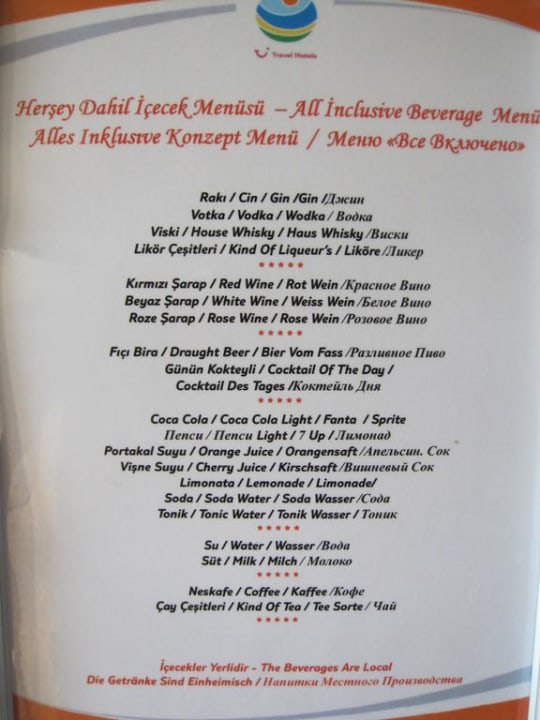 Travel Hotels
Herşey Dahil İçecek Menüsü – All İnclusive Beverage Menü
Alles Inklusıve Konzept Menü / Меню «Все Включено»
Rakı / Cin / Gin /Gin /Джин
Votka / Vodka / Wodka / Водка
Viski / House Whisky / Haus Whisky /Виски
Likör Çeşitleri / Kind Of Liqueur's / Liköre /Ликер
*****
Kırmızı Şarap / Red Wine / Rot Wein /Красное Вино
Beyaz Şarap / White Wine / Weiss Wein /Белое Вино
Roze Şarap / Rose Wine / Rose Wein /Розовое Вино
*****
Fıçı Bira / Draught Beer / Bier Vom Fass /Разливное Пиво
Günün Kokteyli / Cocktail Of The Day /
Cocktail Des Tages /Коктейль Дня
*****
Coca Cola / Coca Cola Light / Fanta / Sprite
Пепси / Пепси Light / 7 Up / Лимонад
Portakal Suyu / Orange Juice / Orangensaft /Апельсин. Сок
Vişne Suyu / Cherry Juice / Kirschsaft /Вишневый Сок
Limonata / Lemonade / Limonade/
Soda / Soda Water / Soda Wasser /Сода
Tonik / Tonic Water / Tonik Wasser / Тоник
*****
Su / Water / Wasser /Вода
Süt / Milk / Milch / Молоко
*****
Neskafe / Coffee / Kaffee /Кофе
Çay Çeşitleri / Kind Of Tea / Tee Sorte / Чай
*****
İçecekler Yerlidir - The Beverages Are Local
Die Getränke Sind Einheimisch / Напитки Местного Производства